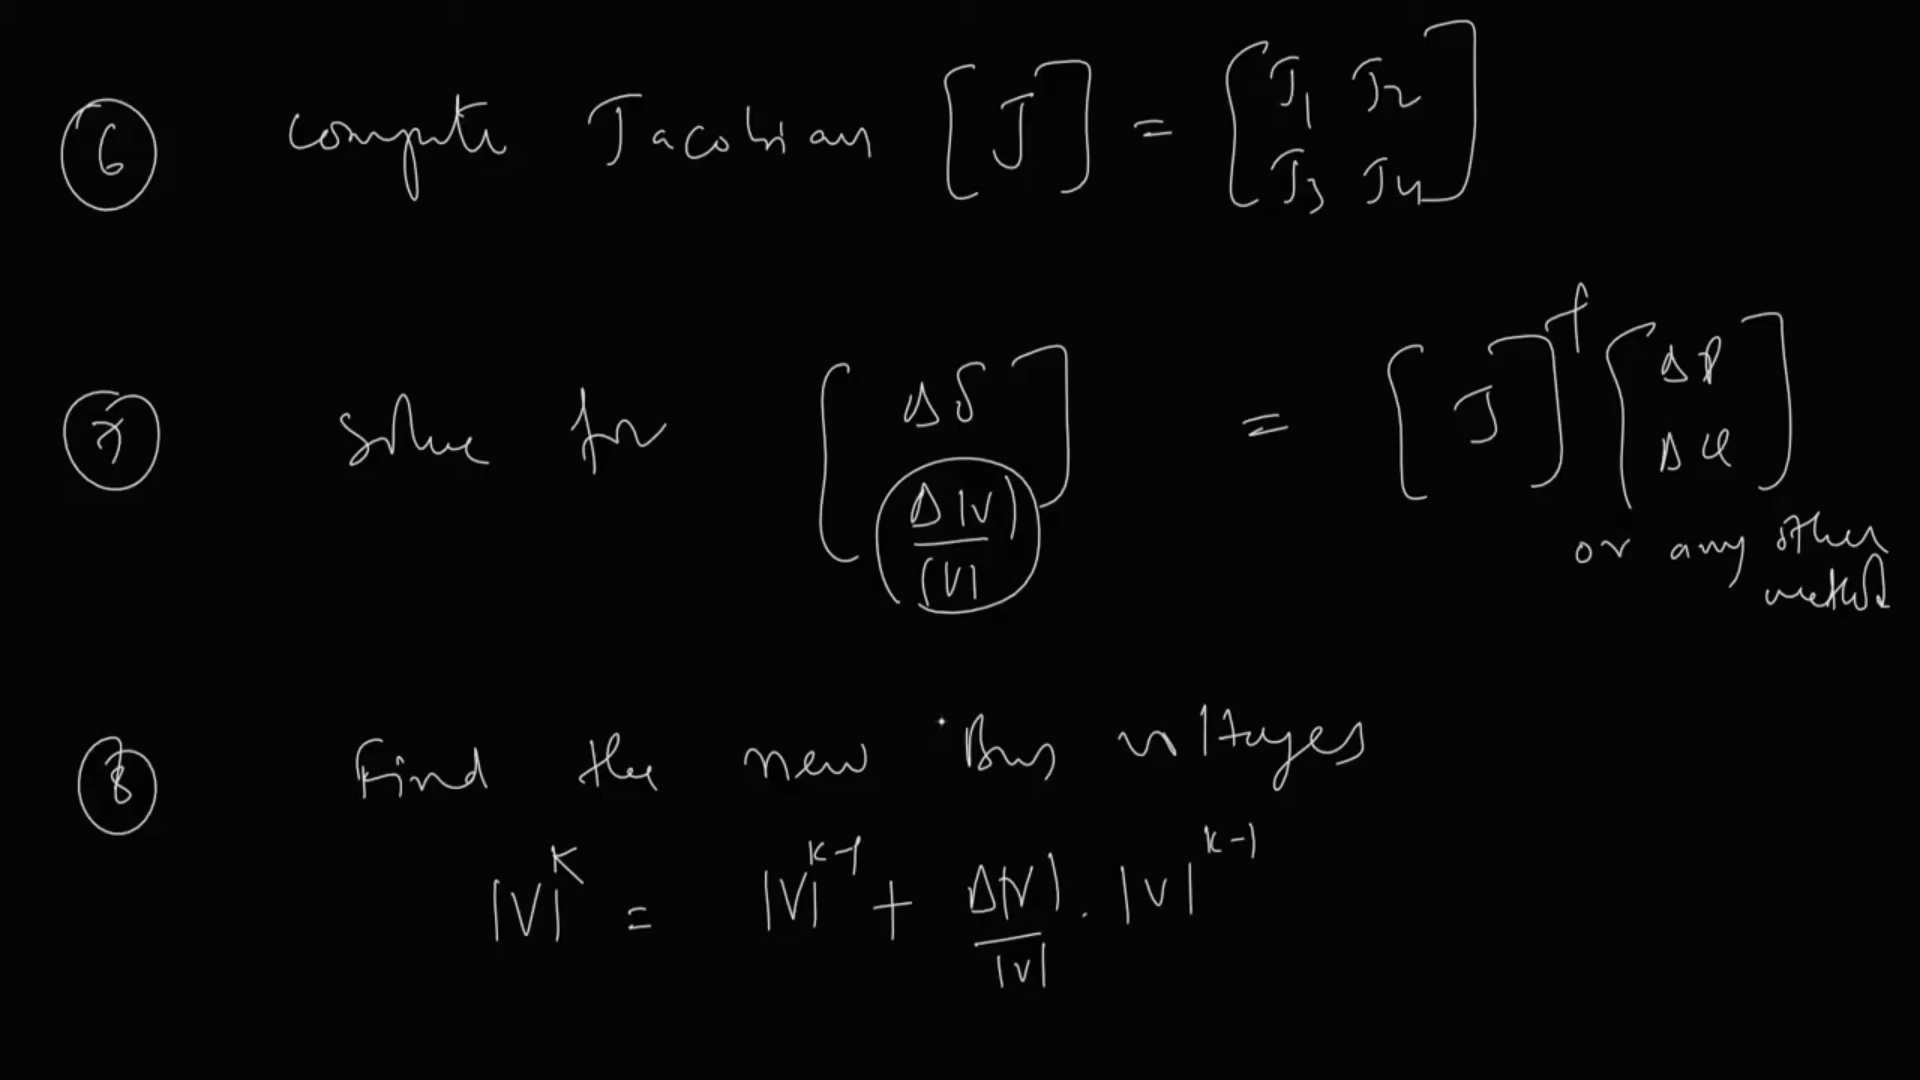 ⑥ compute Jacobian [J] = [J₁ J₂
J₃ J₄]
⑦ solve for [Δδ
Δ|V|/|V|] = [J]⁻¹ [ΔP
ΔQ]
or any other
method
⑧ Find the new Bus voltages
|V|ᴷ = |V|ᴷ⁻¹ + Δ|V|/|V| . |V|ᴷ⁻¹